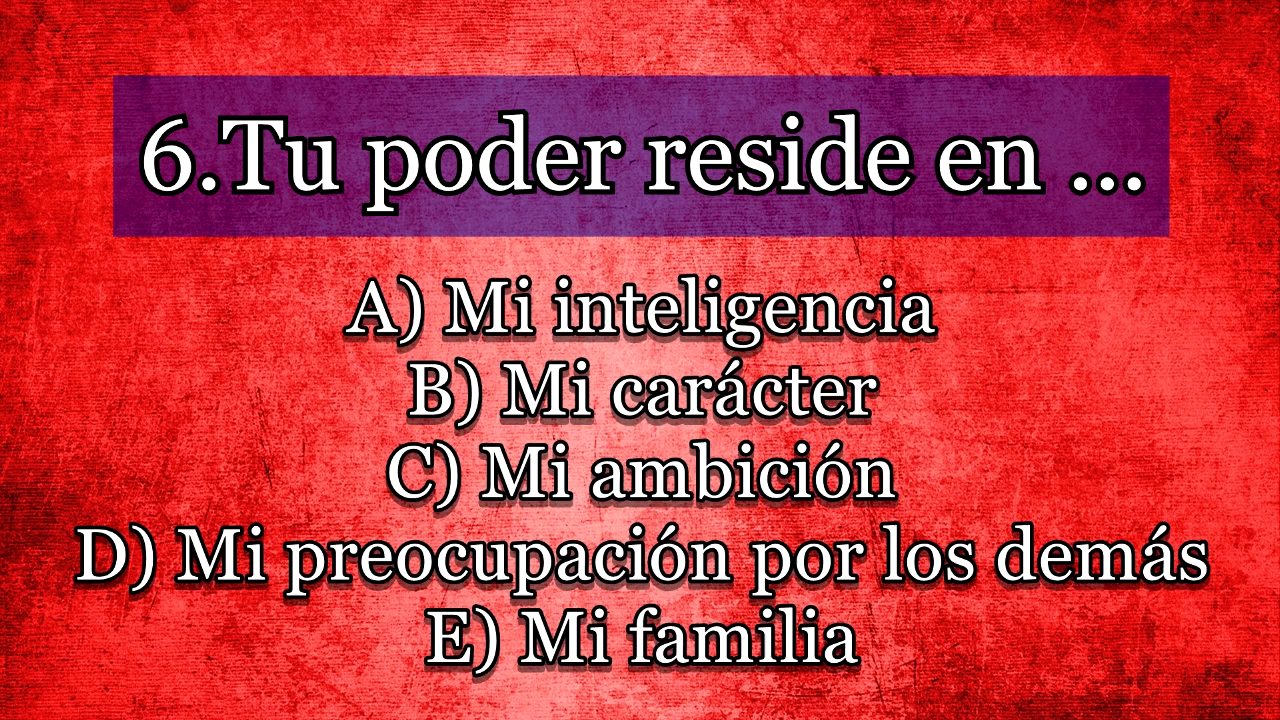 6.Tu poder reside en ...
A) Mi inteligencia
B) Mi carácter
C) Mi ambición
D) Mi preocupación por los demás
E) Mi familia